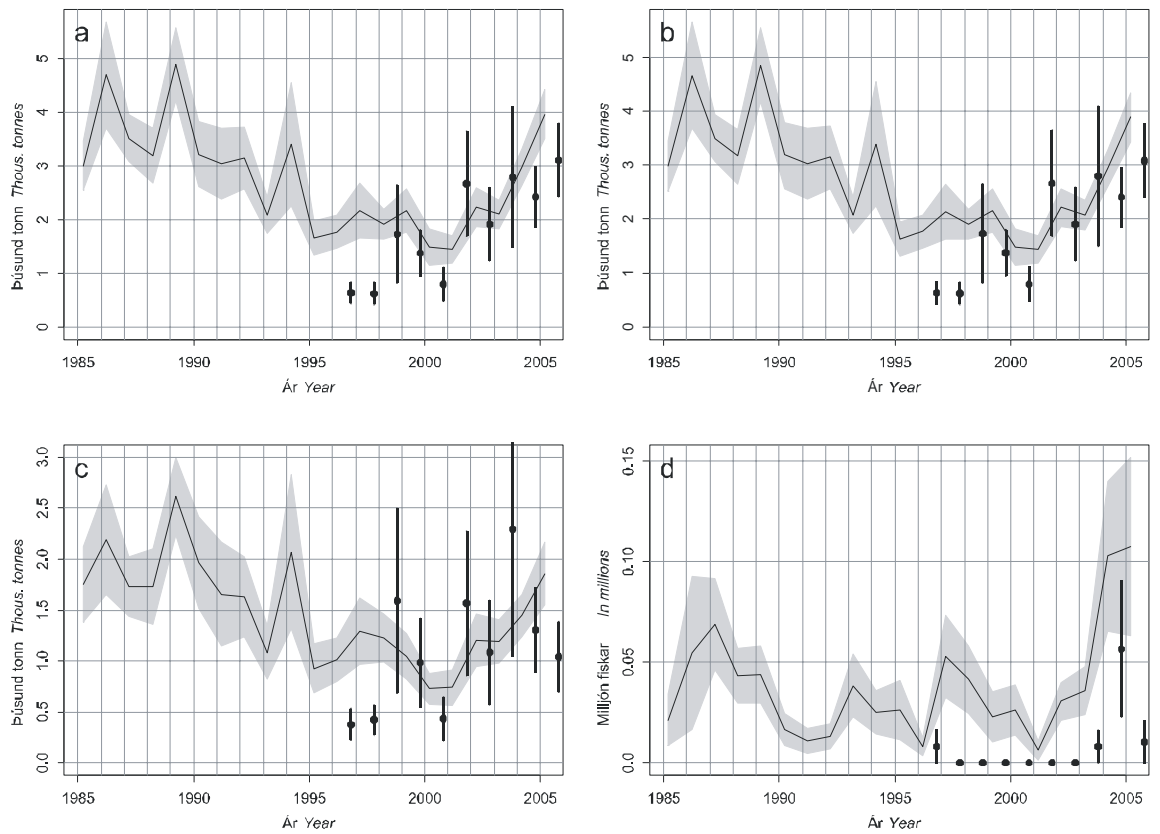 a
5
4
3
2
1
0
Þúsund tonn Thous. tonnes
1985 1990 1995 2000 2005
Ár Year
b
5
4
3
2
1
0
Þúsund tonn Thous. tonnes
1985 1990 1995 2000 2005
Ár Year
c
3.0
2.5
2.0
1.5
1.0
0.5
0.0
Þúsund tonn Thous. tonnes
1985 1990 1995 2000 2005
Ár Year
d
0.15
0.10
0.05
0.00
Milljón fiskar In millions
1985 1990 1995 2000 2005
Ár Year